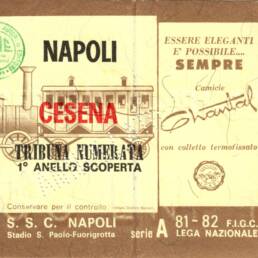 NAPOLI
CESENA
TRIBUNA NUMERATA
1° ANELLO SCOPERTA
Conservare per il controllo
S. S. C. NAPOLI
Stadio S. Paolo-Fuorigrotta
ESSERE ELEGANTI
E' POSSIBILE....
SEMPRE
Camicie
Chantal
con colletto termofissato
serie A 81-82 F.I.G.C.
LEGA NAZIONALE